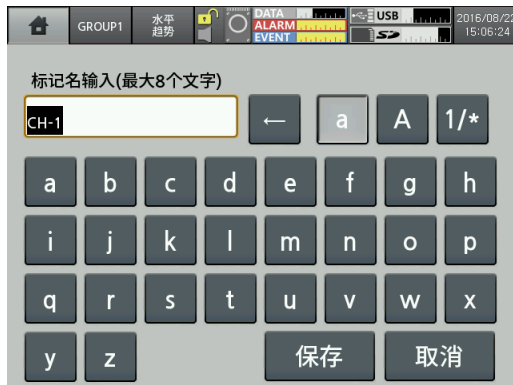 GROUP1
水平
趋势
DATA
ALARM
EVENT
USB
2016/08/22
15:06:24
标记名输入(最大8个文字)
CH-1
← a A 1/*
a b c d e f g h
i j k l m n o p
q r s t u v w x
y z 保存 取消